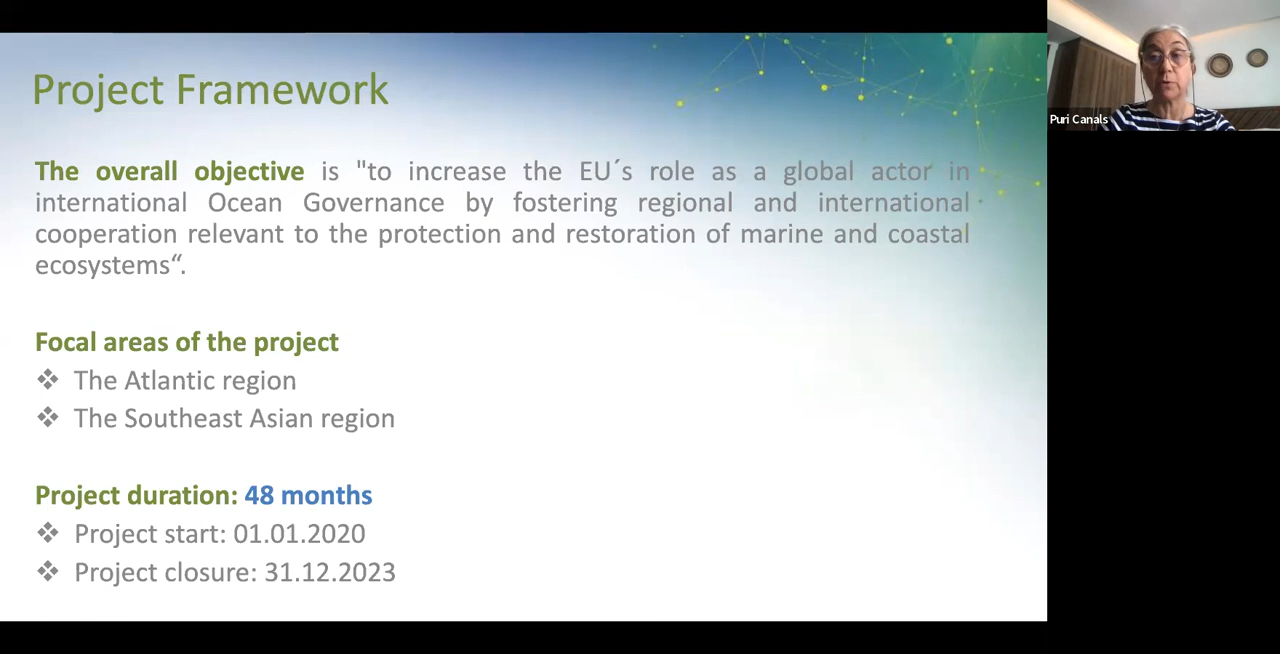 Project Framework
The overall objective is "to increase the EU´s role as a global actor in
international Ocean Governance by fostering regional and international
cooperation relevant to the protection and restoration of marine and coastal
ecosystems“.
Focal areas of the project
❖ The Atlantic region
❖ The Southeast Asian region
Project duration: 48 months
❖ Project start: 01.01.2020
❖ Project closure: 31.12.2023
Puri Canals